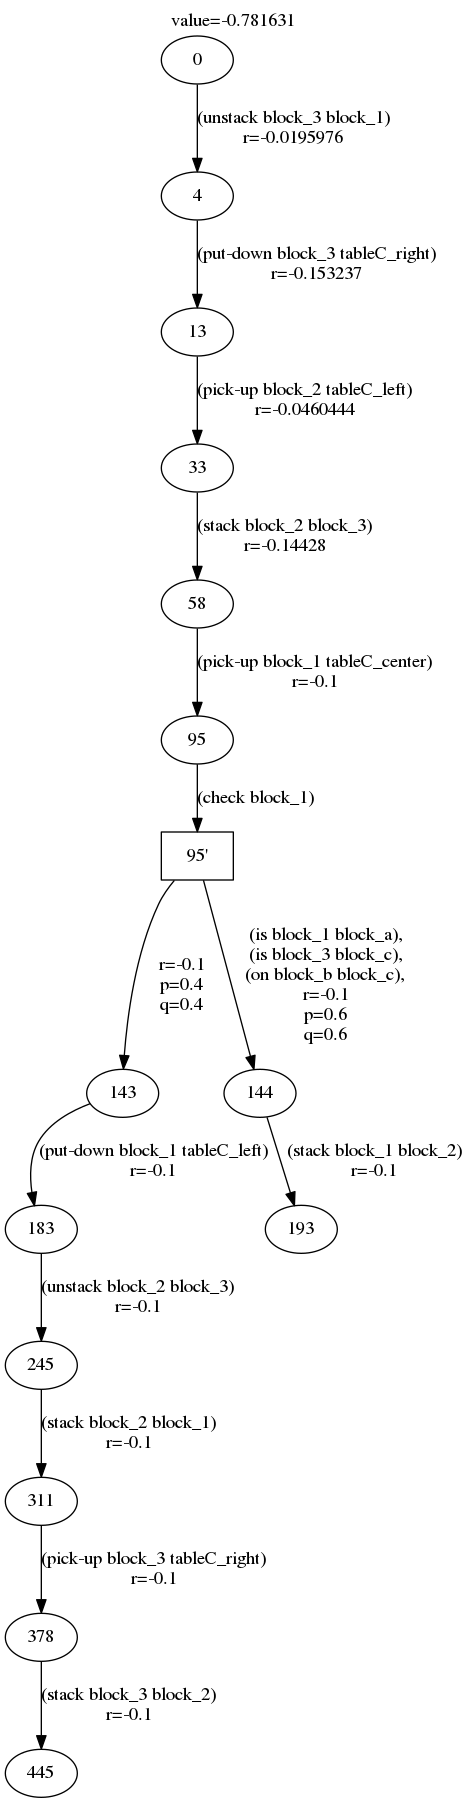 value=-0.781631
0
(unstack block_3 block_1)
r=-0.0195976
4
(put-down block_3 tableC_right)
r=-0.153237
13
(pick-up block_2 tableC_left)
r=-0.0460444
33
(stack block_2 block_3)
r=-0.14428
58
(pick-up block_1 tableC_center)
r=-0.1
95
(check block_1)
95'
r=-0.1
p=0.4
q=0.4
(is block_1 block_a),
(is block_3 block_c),
(on block_b block_c),
r=-0.1
p=0.6
q=0.6
143
144
(put-down block_1 tableC_left)
r=-0.1
(stack block_1 block_2)
r=-0.1
183
193
(unstack block_2 block_3)
r=-0.1
245
(stack block_2 block_1)
r=-0.1
311
(pick-up block_3 tableC_right)
r=-0.1
378
(stack block_3 block_2)
r=-0.1
445